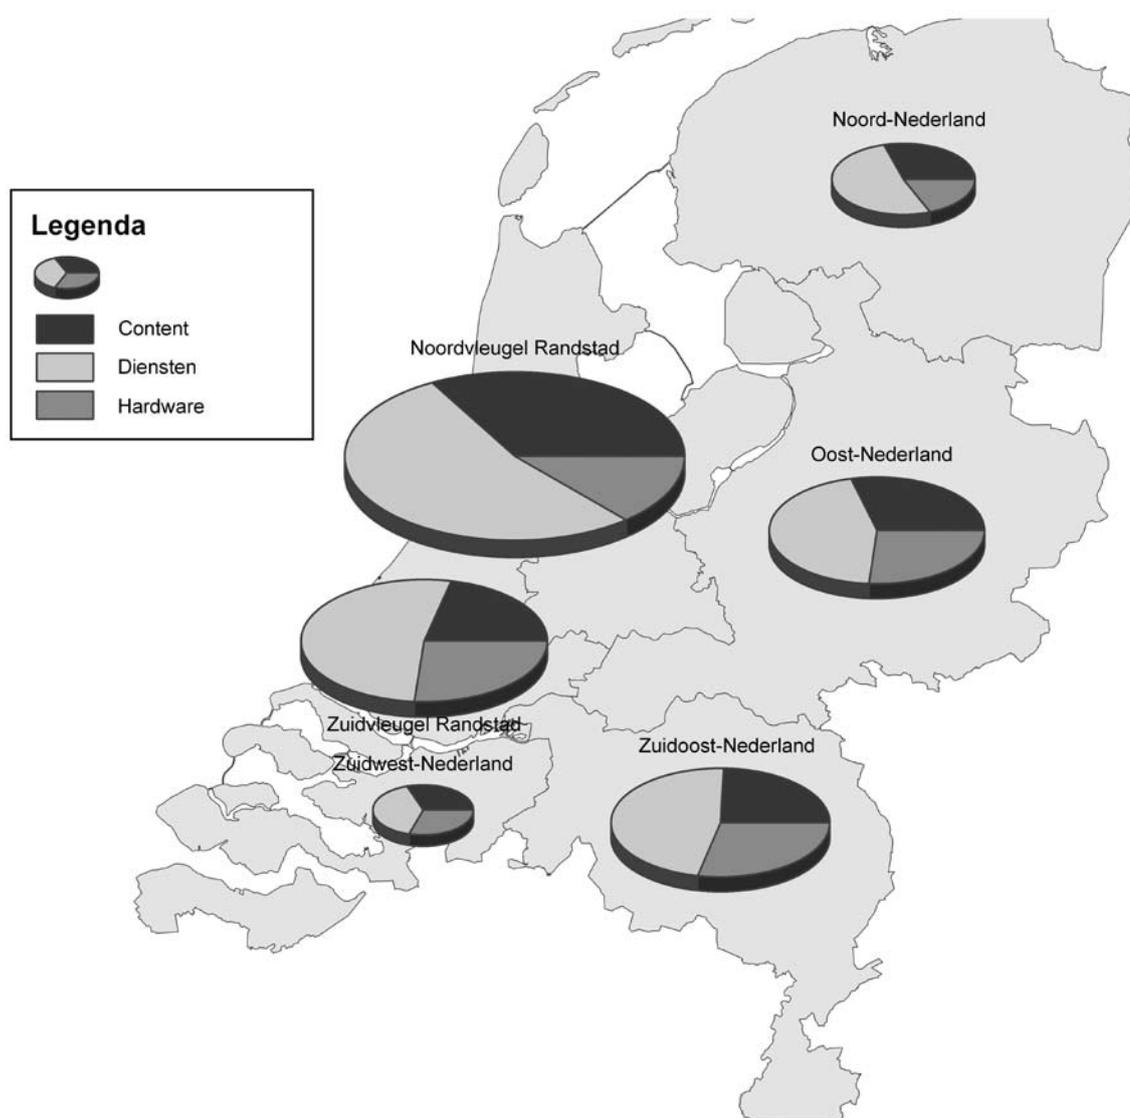 Noord-Nederland
Legenda
Content
Diensten
Hardware
Noordvleugel Randstad
Oost-Nederland
Zuidvleugel Randstad
Zuidoost-Nederland
Zuidwest-Nederland